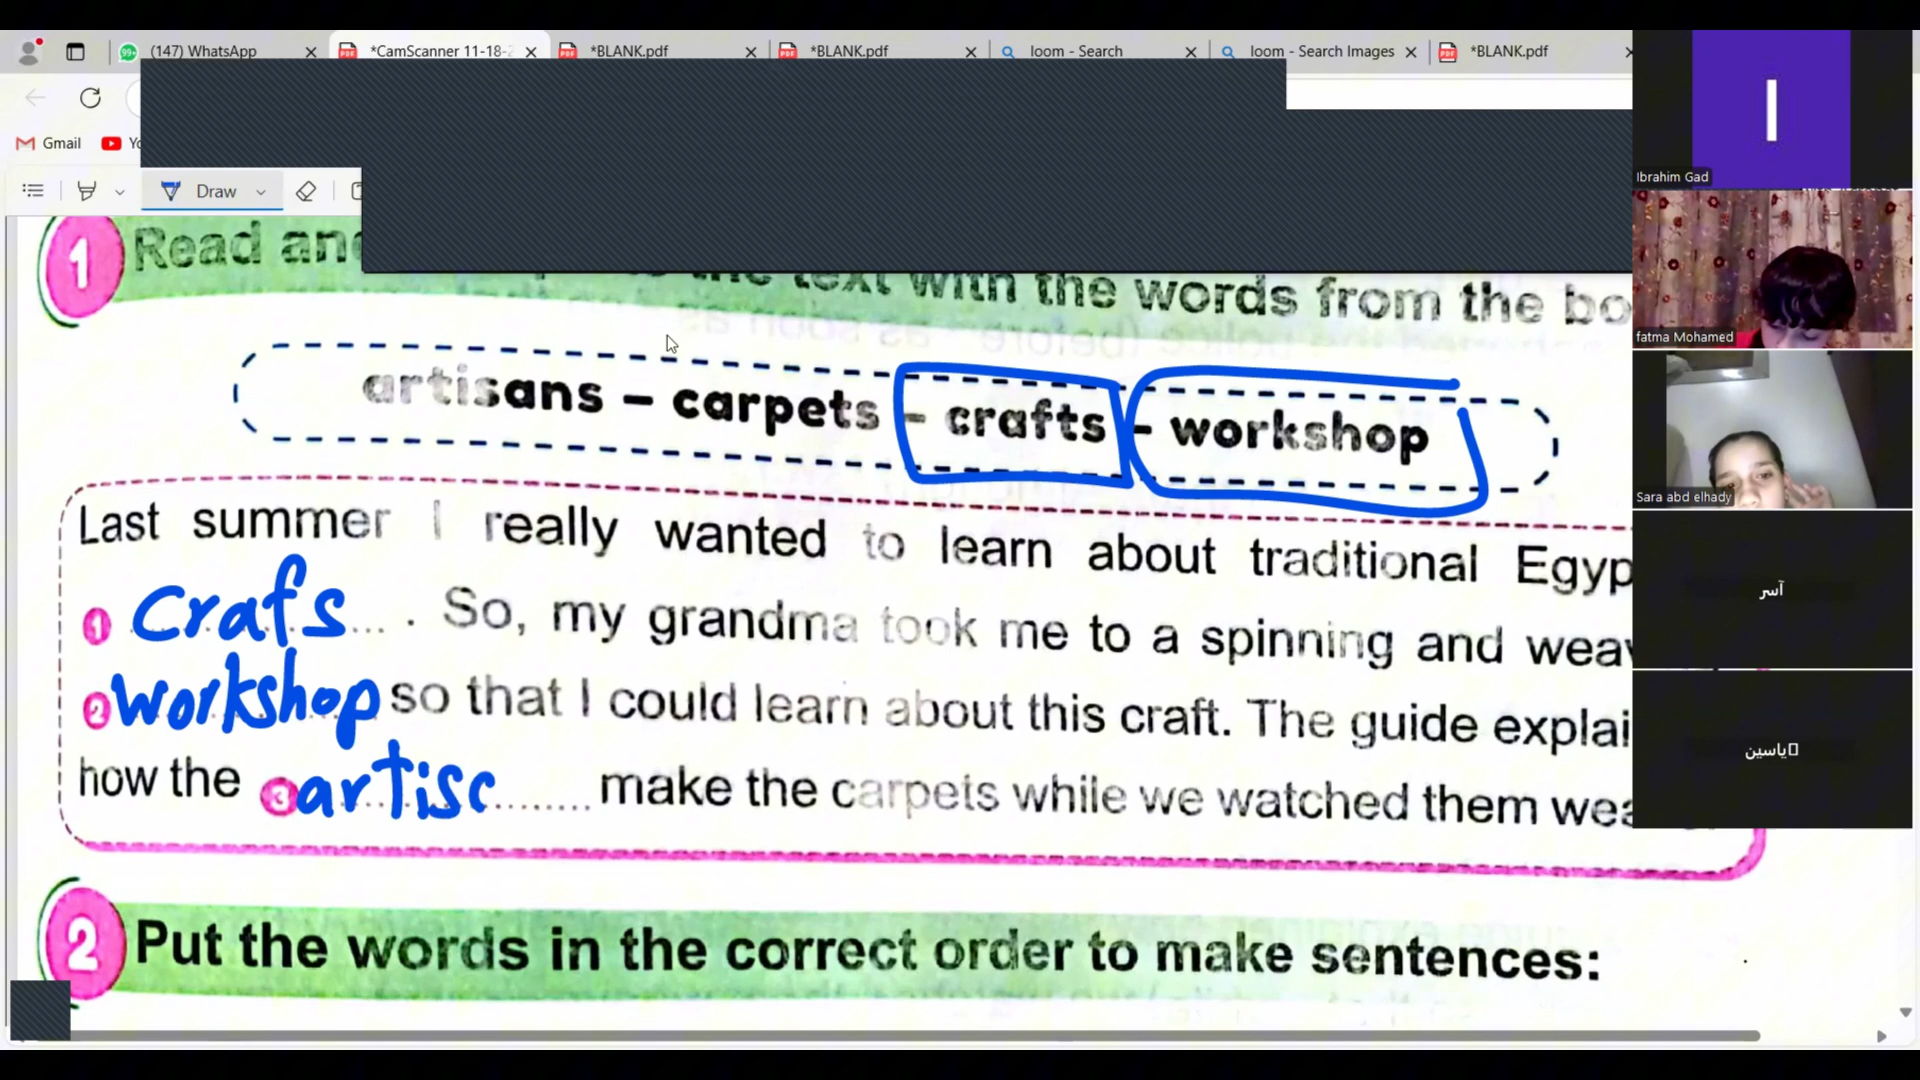 (147) WhatsApp
*CamScanner 11-18-2
*BLANK.pdf
*BLANK.pdf
loom - Search
loom - Search Images
*BLANK.pdf
Gmail
Draw
1 Read and
the text with the words from the bo
artisans – carpets – crafts – workshop
Last summer I really wanted to learn about traditional Egyp
1 Crafs ... . So, my grandma took me to a spinning and weav
2 workshop so that I could learn about this craft. The guide explai
how the 3 artisc ........ make the carpets while we watched them wea
2 Put the words in the correct order to make sentences:
I
Ibrahim Gad
fatma Mohamed
Sara abd elhady
آسر
ياسين